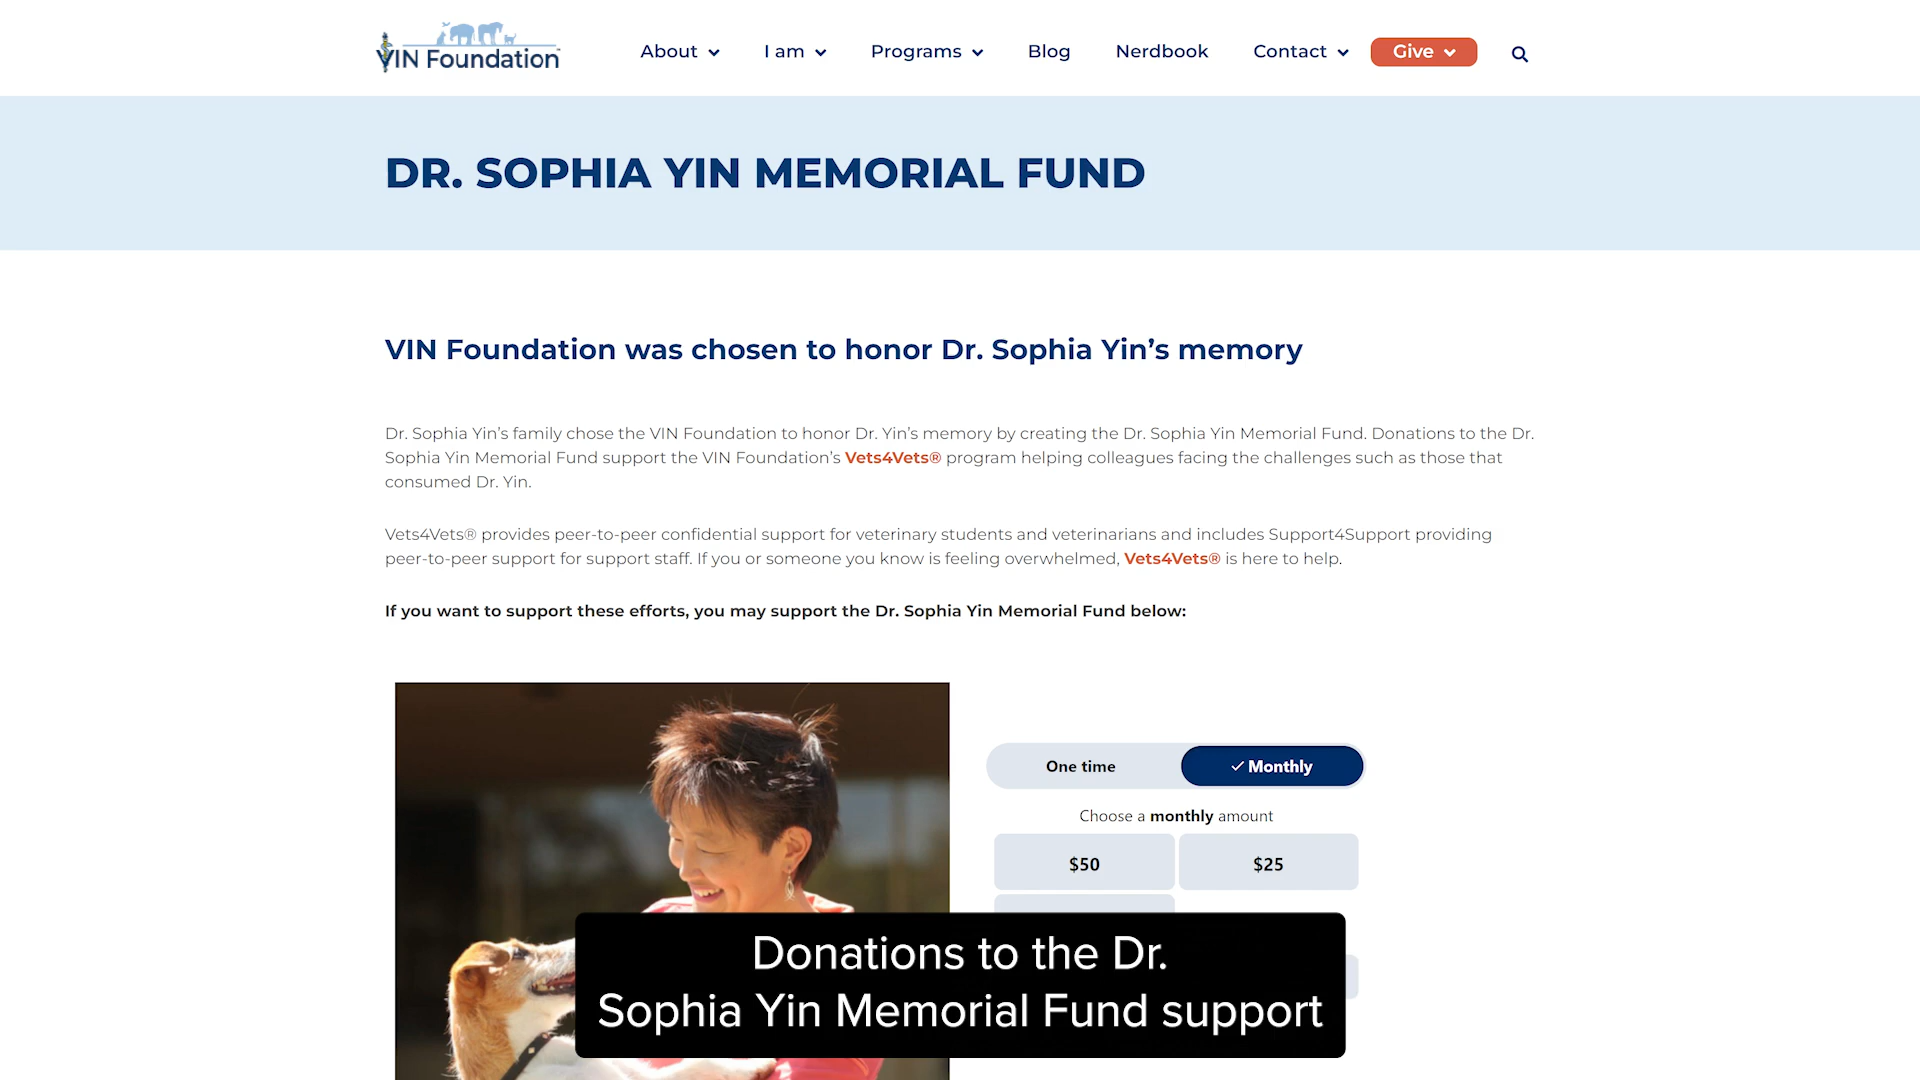 VIN Foundation
About
I am
Programs
Blog
Nerdbook
Contact
Give
DR. SOPHIA YIN MEMORIAL FUND
VIN Foundation was chosen to honor Dr. Sophia Yin’s memory
Dr. Sophia Yin’s family chose the VIN Foundation to honor Dr. Yin’s memory by creating the Dr. Sophia Yin Memorial Fund. Donations to the Dr.
Sophia Yin Memorial Fund support the VIN Foundation’s Vets4Vets® program helping colleagues facing the challenges such as those that
consumed Dr. Yin.
Vets4Vets® provides peer-to-peer confidential support for veterinary students and veterinarians and includes Support4Support providing
peer-to-peer support for support staff. If you or someone you know is feeling overwhelmed, Vets4Vets® is here to help.
If you want to support these efforts, you may support the Dr. Sophia Yin Memorial Fund below:
One time
✓ Monthly
Choose a monthly amount
$50
$25
Donations to the Dr.
Sophia Yin Memorial Fund support